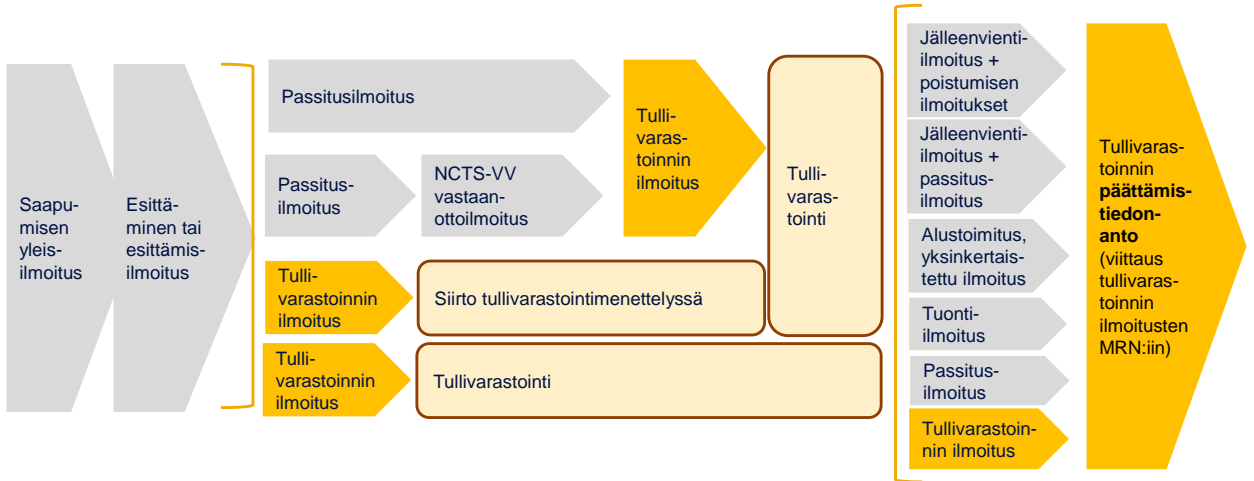 Saapu-
misen
yleis-
ilmoitus
Esittä-
minen tai
esittämis-
ilmoitus
Passitusilmoitus
Passitus-
ilmoitus
NCTS-VV
vastaan-
ottoilmoitus
Tulli-
varas-
toinnin
ilmoitus
Tulli-
varastoinnin
ilmoitus
Siirto tullivarastointimenettelyssä
Tulli-
varas-
tointi
Tulli-
varastoinnin
ilmoitus
Tullivarastointi
Jälleenvienti-
ilmoitus +
poistumisen
ilmoitukset
Jälleenvienti-
ilmoitus +
passitus-
ilmoitus
Alustoimitus,
yksinkertais-
tettu ilmoitus
Tuonti-
ilmoitus
Passitus-
ilmoitus
Tullivarastoin-
nin ilmoitus
Tullivaras-
toinnin
päättämis-
tiedon-
anto
(viittaus
tullivaras-
toinnin
ilmoitusten
MRN:iin)